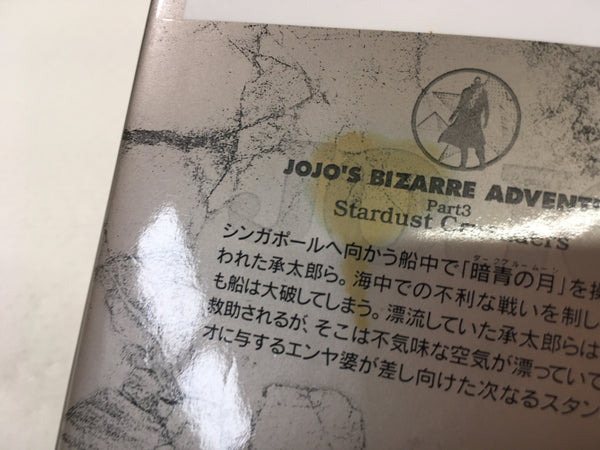 JOJO'S BIZARRE ADVENT
Part3
Stardust Crusaders
シンガポールへ向かう船中で「暗青の月」を操
われた承太郎ら。海中での不利な戦いを制し
も船は大破してしまう。漂流していた承太郎らは
救助されるが、そこは不気味な空気が漂っていて
オに与するエンヤ婆が差し向けた次なるスタン